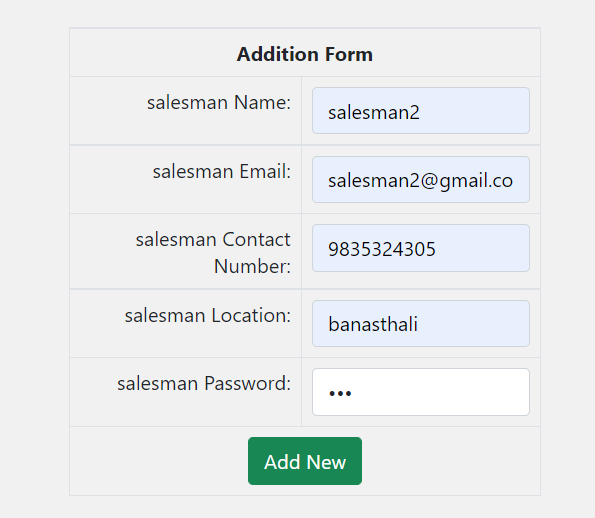 Addition Form
salesman Name:
salesman2
salesman Email:
salesman2@gmail.co
salesman Contact
Number:
9835324305
salesman Location:
banasthali
salesman Password:
•••
Add New